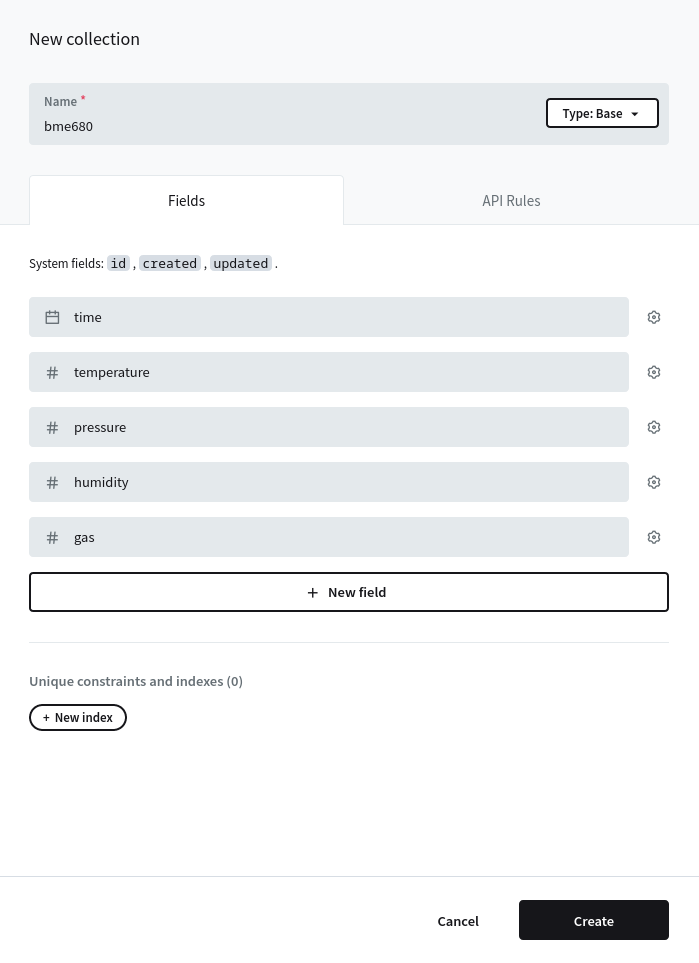 New collection
Name *
bme680
Type: Base
Fields
API Rules
System fields: id , created , updated .
time
temperature
pressure
humidity
gas
+ New field
Unique constraints and indexes (0)
+ New index
Cancel
Create